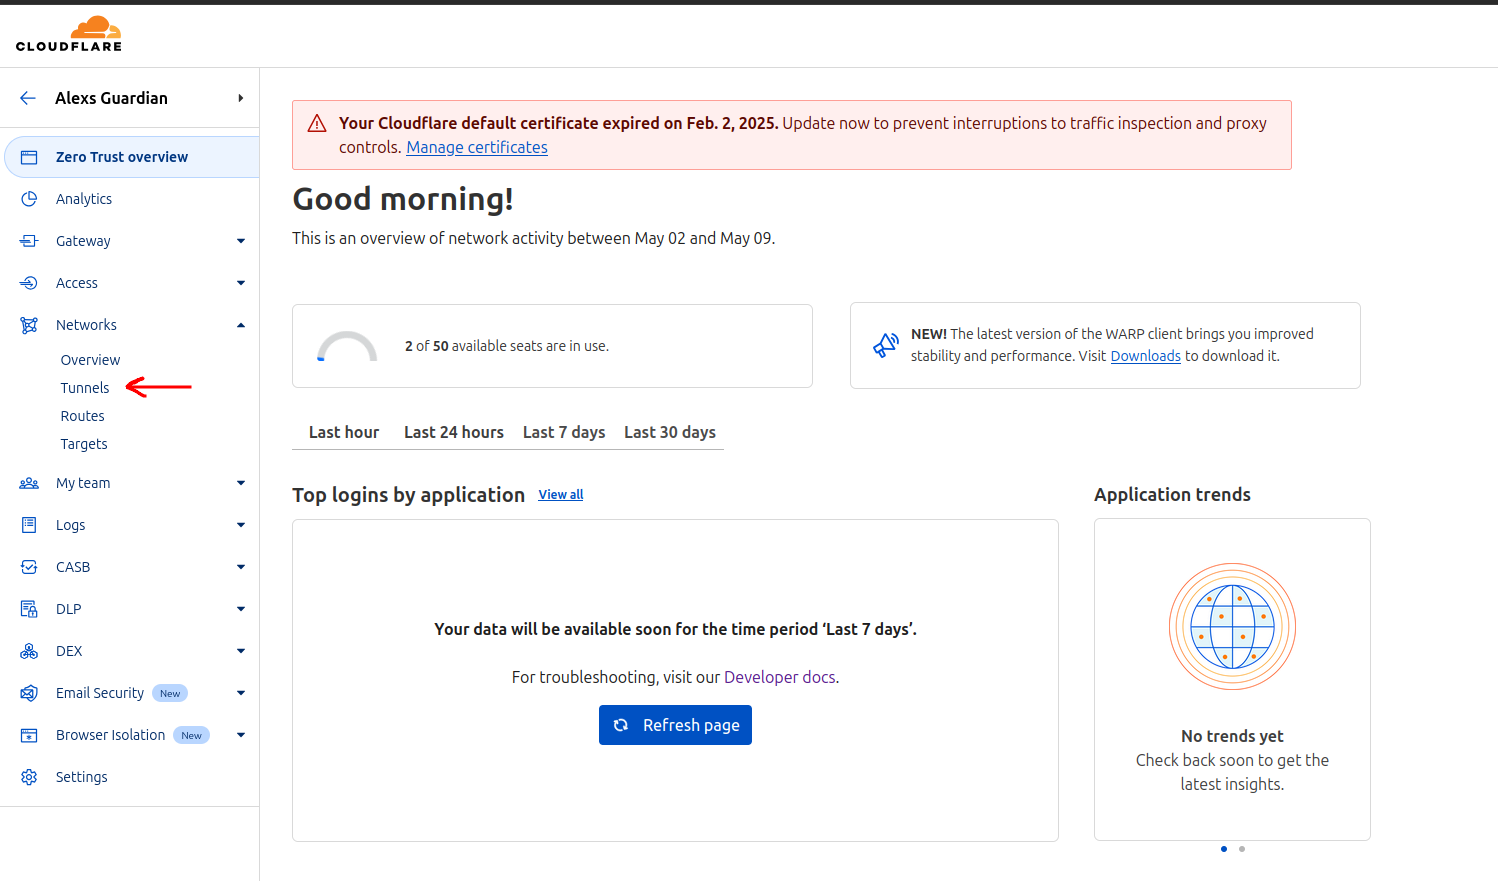 CLOUDFLARE
Alexs Guardian
Zero Trust overview
Analytics
Gateway
Access
Networks
Overview
Tunnels
Routes
Targets
My team
Logs
CASB
DLP
DEX
Email Security New
Browser Isolation New
Settings
Your Cloudflare default certificate expired on Feb. 2, 2025. Update now to prevent interruptions to traffic inspection and proxy
controls. Manage certificates
Good morning!
This is an overview of network activity between May 02 and May 09.
2 of 50 available seats are in use.
NEW! The latest version of the WARP client brings you improved
stability and performance. Visit Downloads to download it.
Last hour Last 24 hours Last 7 days Last 30 days
Top logins by application View all
Your data will be available soon for the time period ‘Last 7 days’.
For troubleshooting, visit our Developer docs.
Refresh page
Application trends
No trends yet
Check back soon to get the
latest insights.